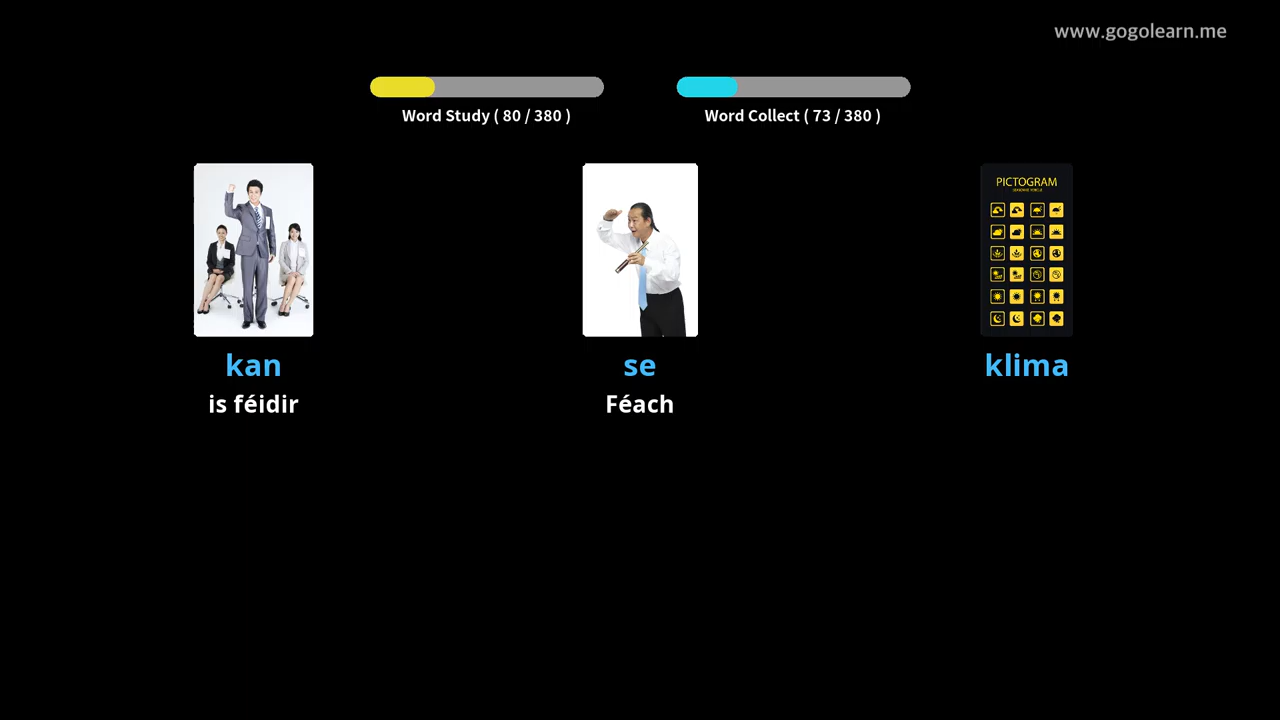 www.gogolearn.me
Word Study ( 80 / 380 )
Word Collect ( 73 / 380 )
PICTOGRAM
kan
se
klima
is féidir
Féach